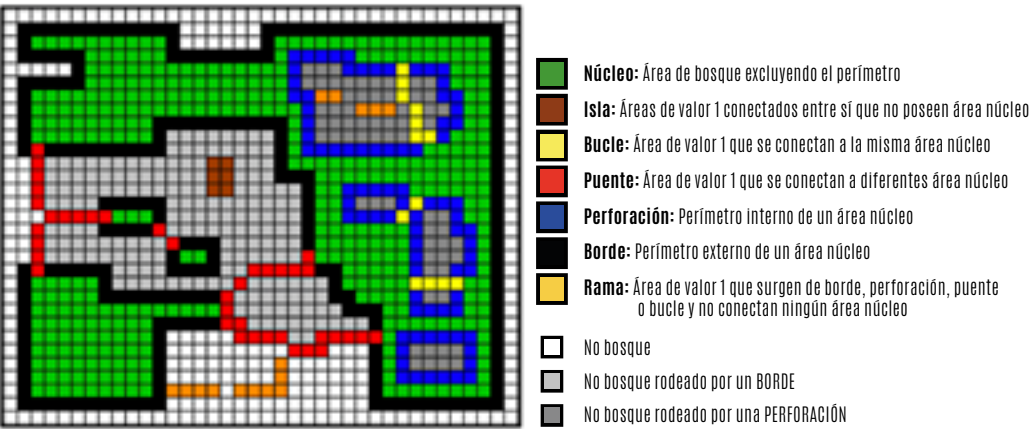 Núcleo: Área de bosque excluyendo el perímetro
Isla: Áreas de valor 1 conectados entre sí que no poseen área núcleo
Bucle: Área de valor 1 que se conectan a la misma área núcleo
Puente: Área de valor 1 que se conectan a diferentes área núcleo
Perforación: Perímetro interno de un área núcleo
Borde: Perímetro externo de un área núcleo
Rama: Área de valor 1 que surgen de borde, perforación, puente
o bucle y no conectan ningún área núcleo
No bosque
No bosque rodeado por un BORDE
No bosque rodeado por una PERFORACIÓN